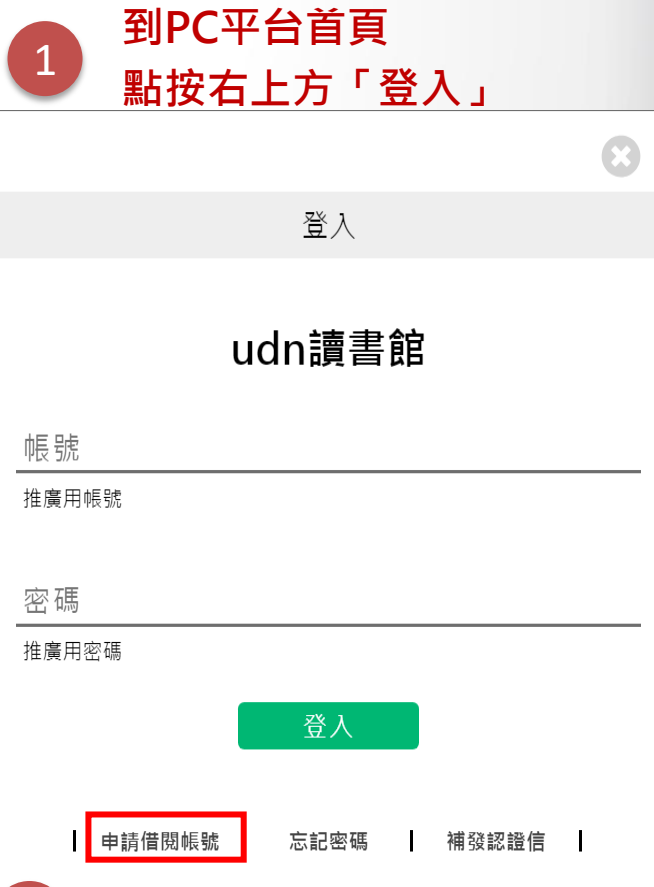 1
到PC平台首頁
點按右上方「登入」
登入
udn讀書館
帳號
推廣用帳號
密碼
推廣用密碼
登入
申請借閱帳號 忘記密碼 補發認證信